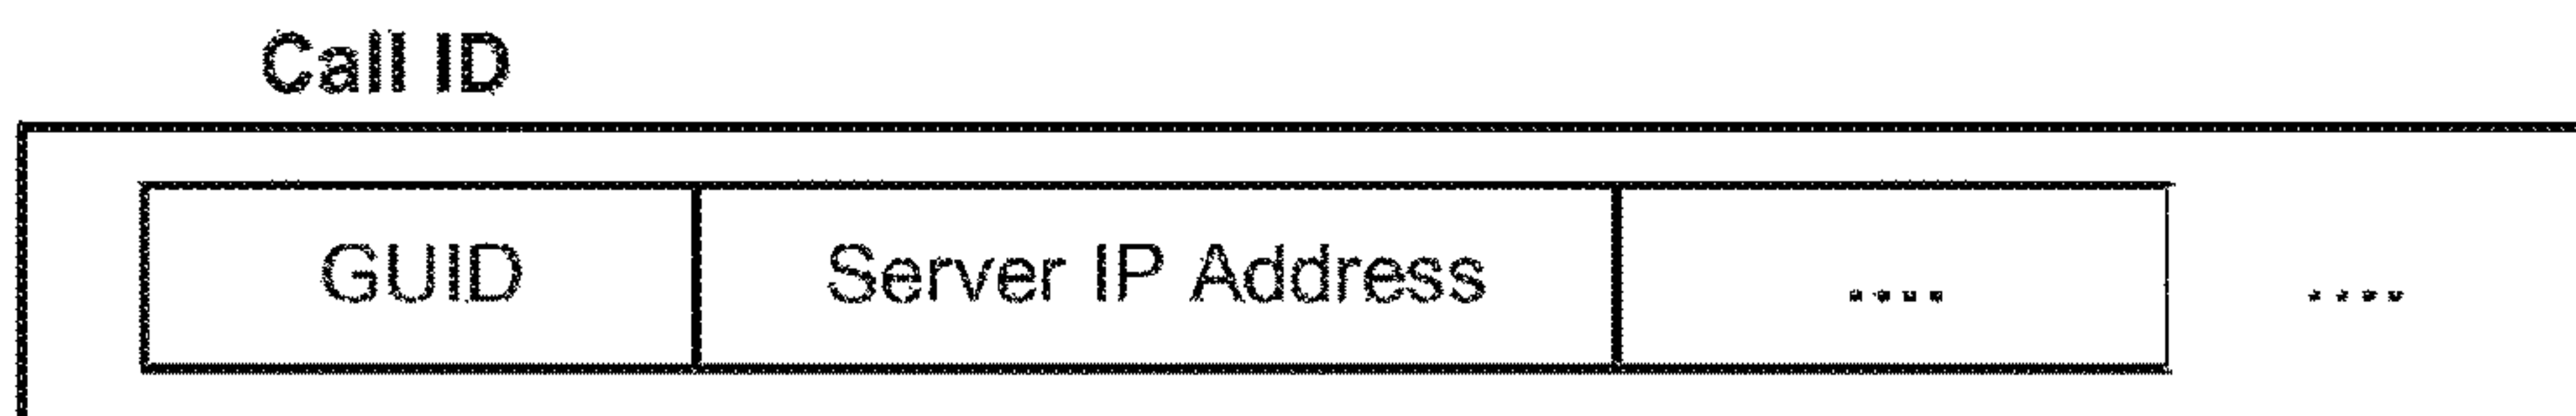 Call ID
GUID Server IP Address .... ....